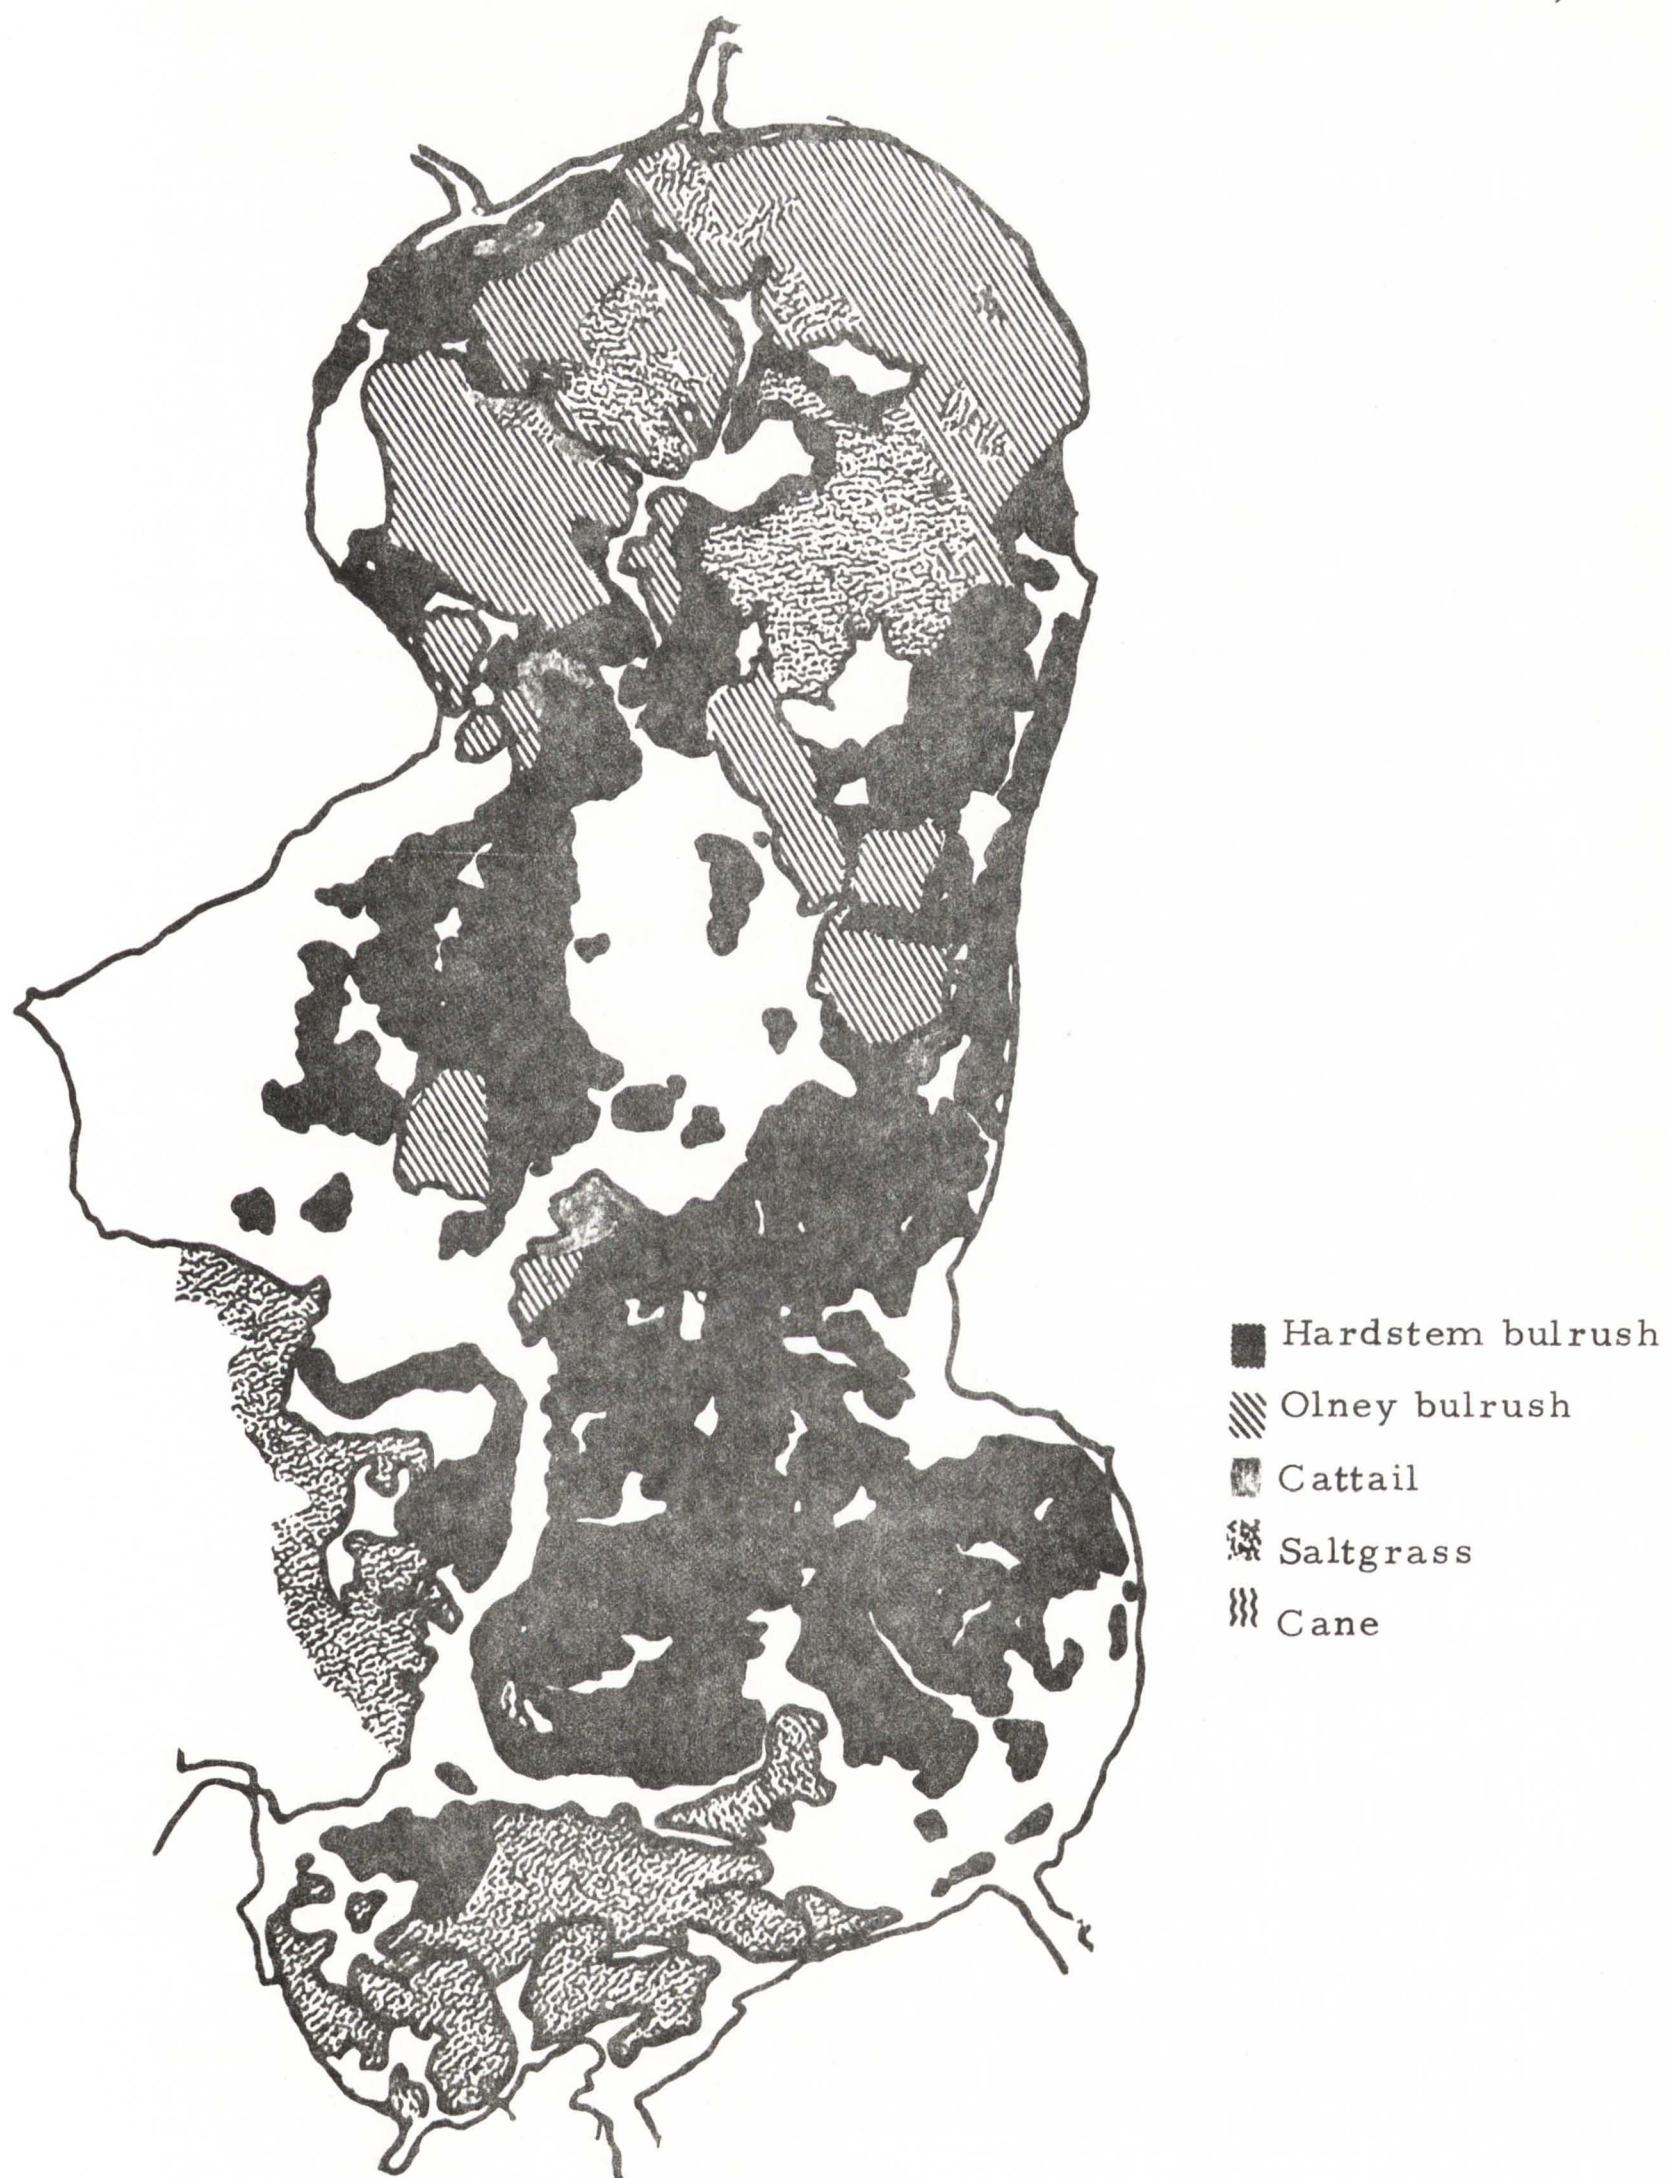 Hardstem bulrush
Olney bulrush
Cattail
Saltgrass
Cane